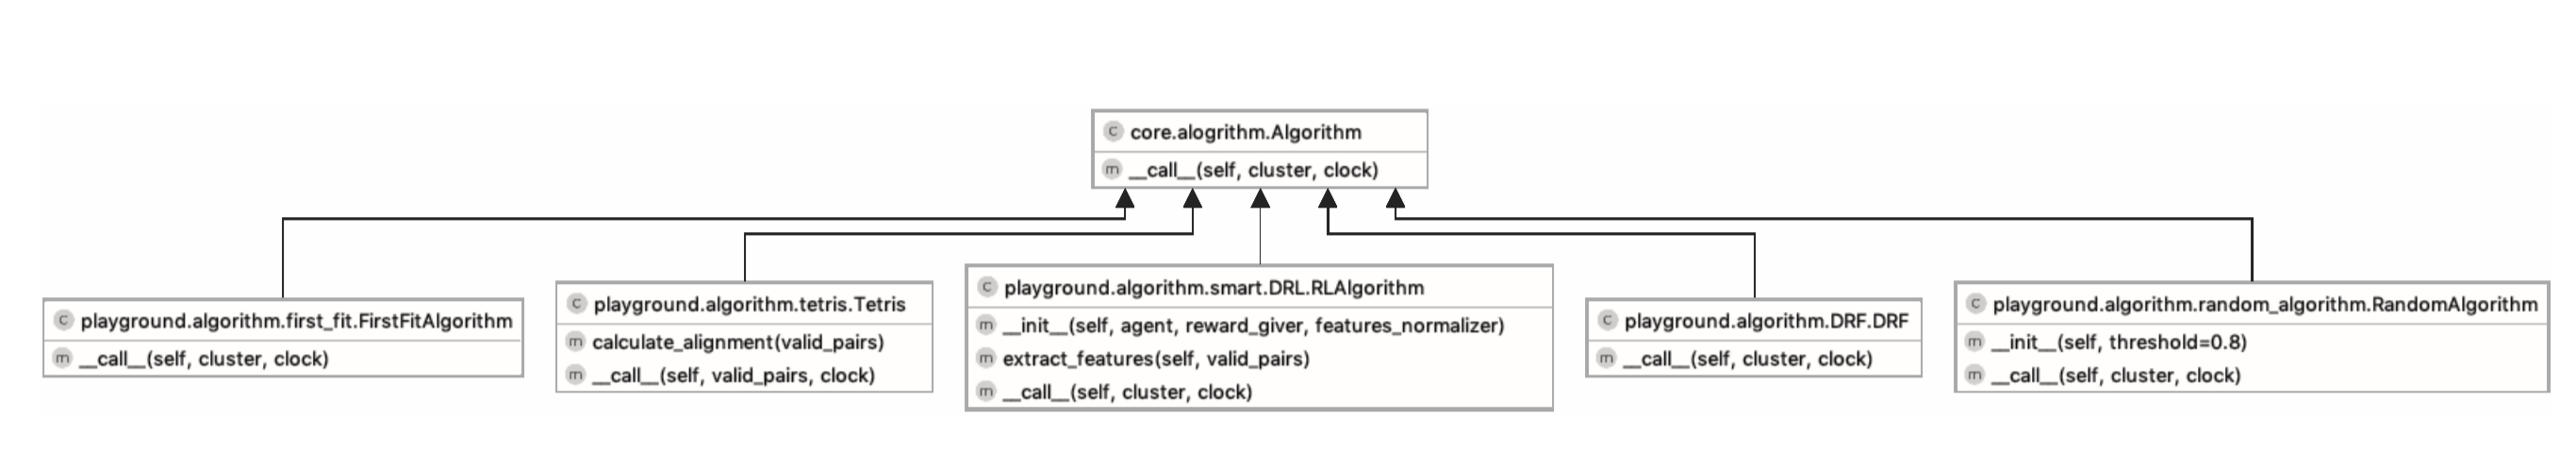 C core.alogrithm.Algorithm
m __call__(self, cluster, clock)
C playground.algorithm.first_fit.FirstFitAlgorithm
m __call__(self, cluster, clock)
C playground.algorithm.tetris.Tetris
m calculate_alignment(valid_pairs)
m __call__(self, valid_pairs, clock)
C playground.algorithm.smart.DRL.RLAlgorithm
m __init__(self, agent, reward_giver, features_normalizer)
m extract_features(self, valid_pairs)
m __call__(self, cluster, clock)
C playground.algorithm.DRF.DRF
m __call__(self, cluster, clock)
C playground.algorithm.random_algorithm.RandomAlgorithm
m __init__(self, threshold=0.8)
m __call__(self, cluster, clock)